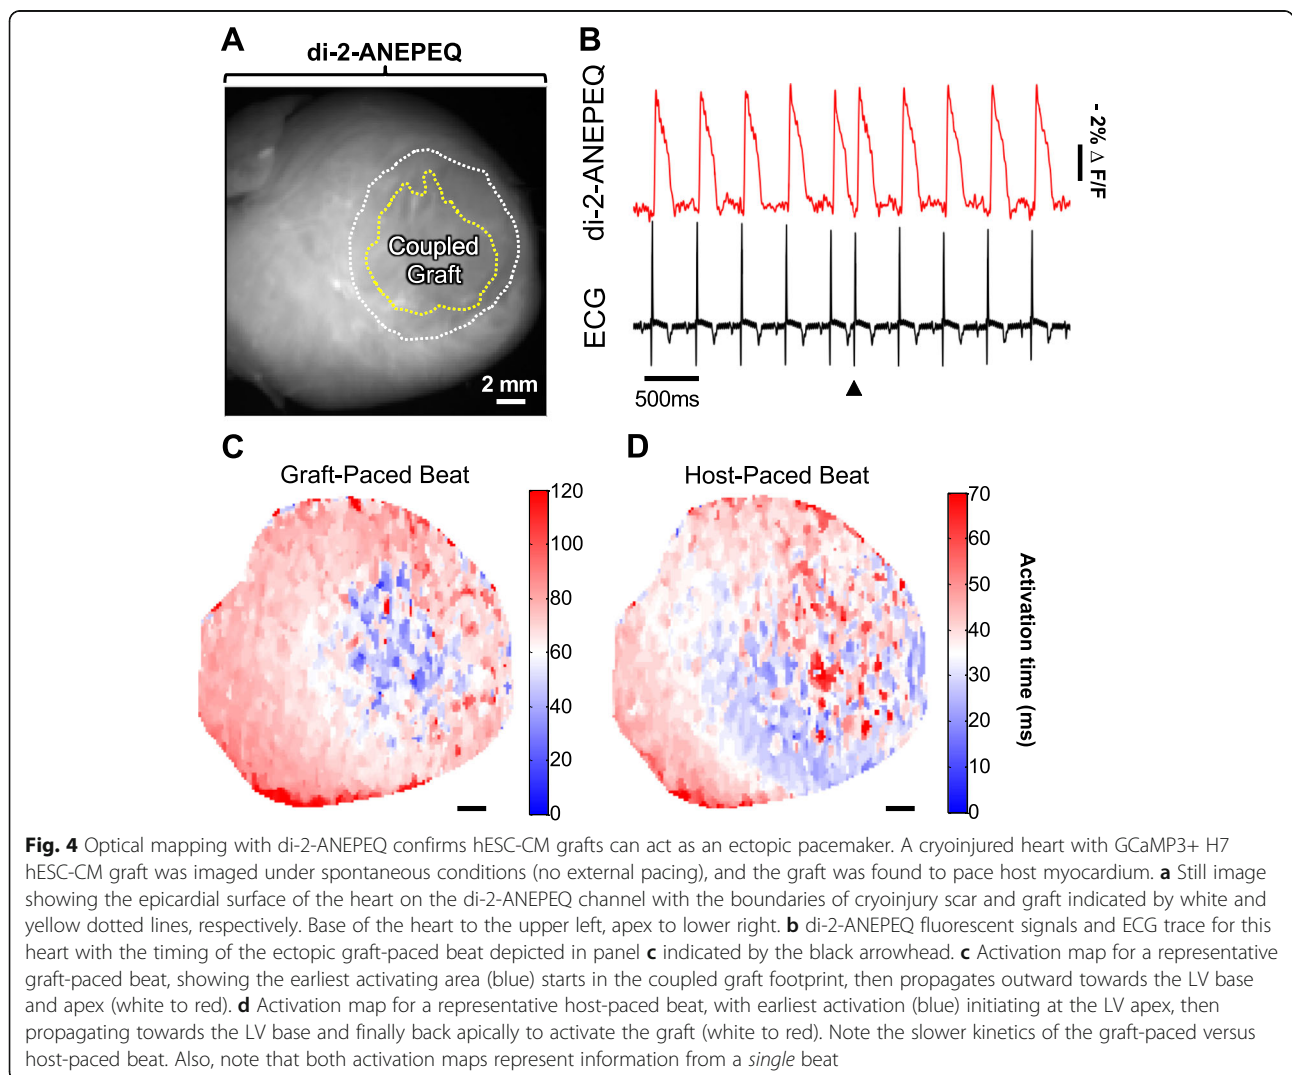 A
di-2-ANEPEQ
Coupled
Graft
2 mm
B
di-2-ANEPEQ
- 2% Δ F/F
ECG
500ms
C
Graft-Paced Beat
120
100
80
60
40
20
0
D
Host-Paced Beat
70
60
50
40
30
20
10
0
Activation time (ms)
Fig. 4 Optical mapping with di-2-ANEPEQ confirms hESC-CM grafts can act as an ectopic pacemaker. A cryoinjured heart with GCaMP3+ H7
hESC-CM graft was imaged under spontaneous conditions (no external pacing), and the graft was found to pace host myocardium. a Still image
showing the epicardial surface of the heart on the di-2-ANEPEQ channel with the boundaries of cryoinjury scar and graft indicated by white and
yellow dotted lines, respectively. Base of the heart to the upper left, apex to lower right. b di-2-ANEPEQ fluorescent signals and ECG trace for this
heart with the timing of the ectopic graft-paced beat depicted in panel c indicated by the black arrowhead. c Activation map for a representative
graft-paced beat, showing the earliest activating area (blue) starts in the coupled graft footprint, then propagates outward towards the LV base
and apex (white to red). d Activation map for a representative host-paced beat, with earliest activation (blue) initiating at the LV apex, then
propagating towards the LV base and finally back apically to activate the graft (white to red). Note the slower kinetics of the graft-paced versus
host-paced beat. Also, note that both activation maps represent information from a single beat